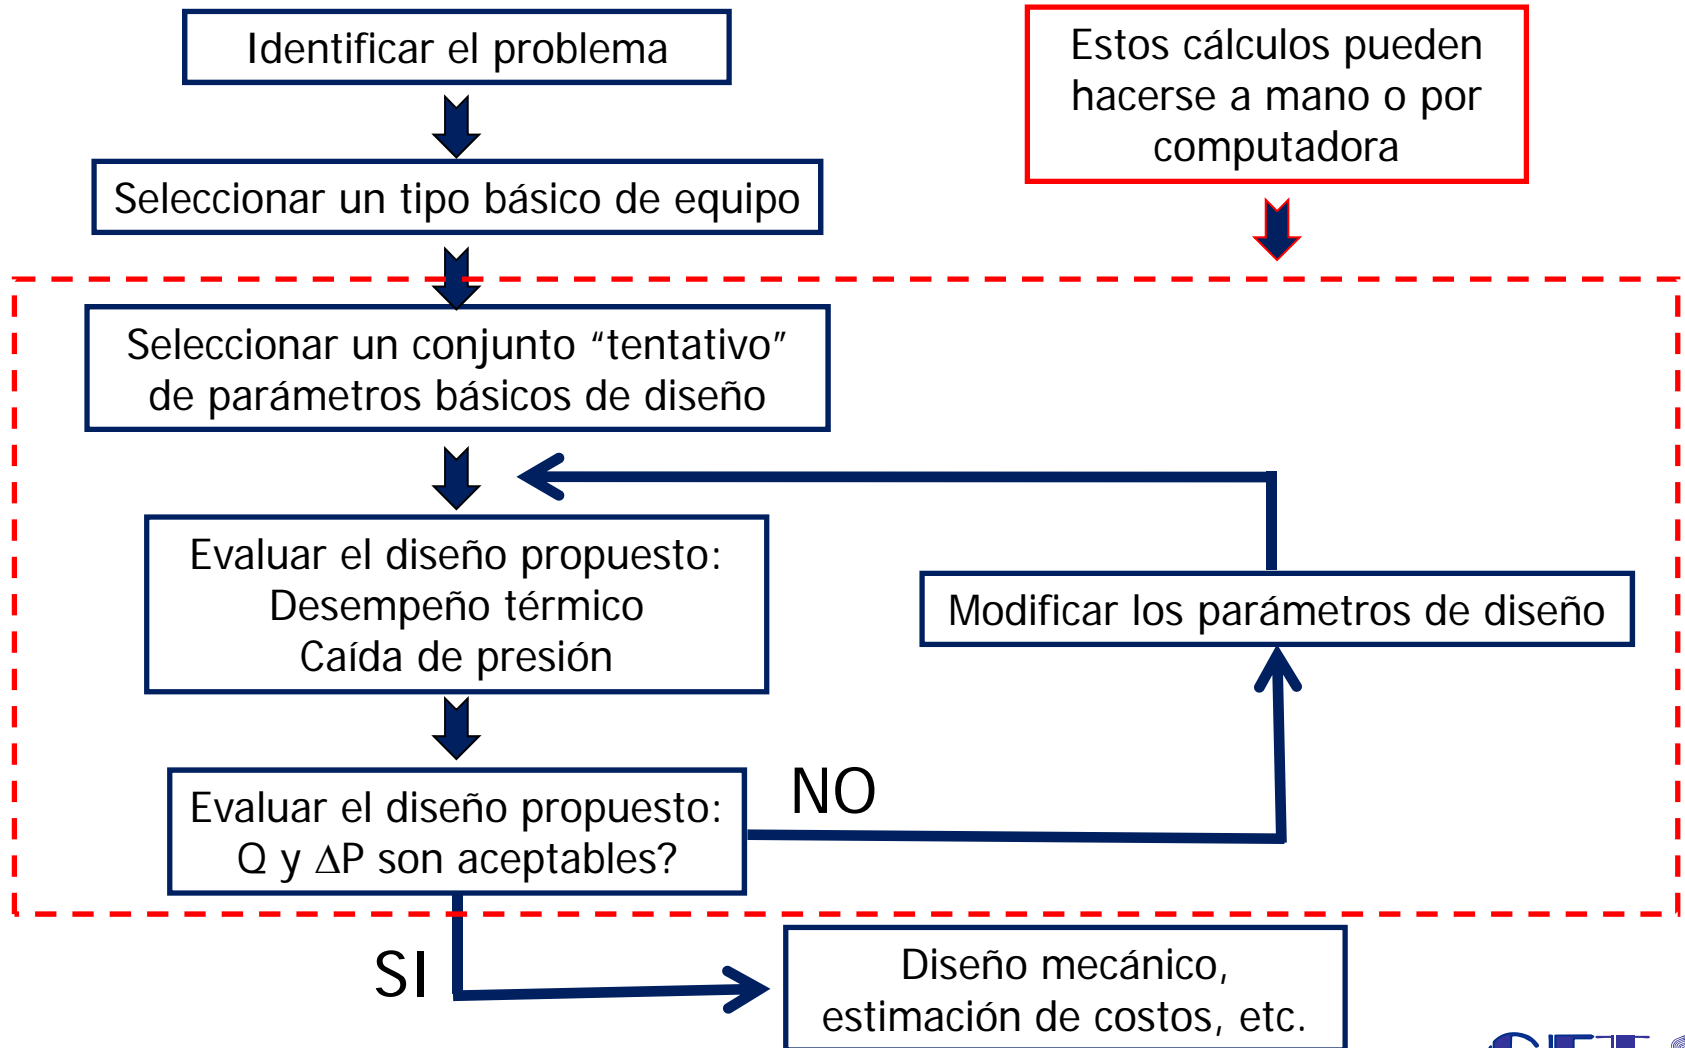 Identificar el problema
Estos cálculos pueden
hacerse a mano o por
computadora
Seleccionar un tipo básico de equipo
Seleccionar un conjunto “tentativo”
de parámetros básicos de diseño
Evaluar el diseño propuesto:
Desempeño térmico
Caída de presión
Modificar los parámetros de diseño
Evaluar el diseño propuesto:
Q y ∆P son aceptables?
NO
SI
Diseño mecánico,
estimación de costos, etc.